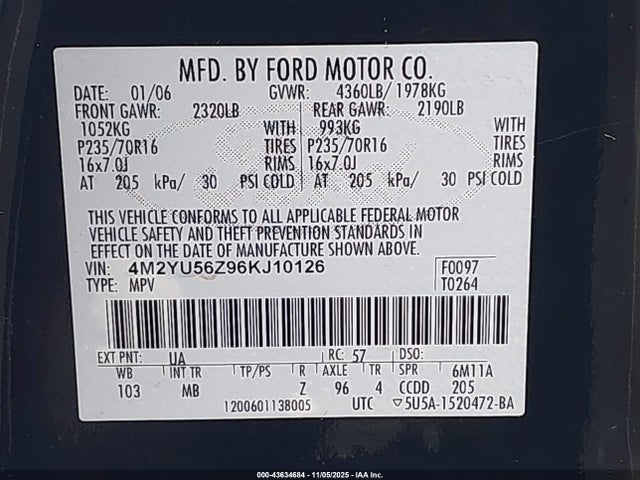 MFD. BY FORD MOTOR CO.
DATE: 01/06 GVWR: 4360LB/ 1978KG
FRONT GAWR: 2320LB REAR GAWR: 2190LB
1052KG WITH 993KG WITH
P235/70R16 TIRES P235/70R16 TIRES
16x7.0J RIMS 16x7.0J RIMS
AT 205 kPa/ 30 PSI COLD AT 205 kPa/ 30 PSI COLD
THIS VEHICLE CONFORMS TO ALL APPLICABLE FEDERAL MOTOR
VEHICLE SAFETY AND THEFT PREVENTION STANDARDS IN
EFFECT ON THE DATE OF MANUFACTURE SHOWN ABOVE.
VIN: 4M2YU56Z96KJ10126 F0097
TYPE: MPV T0264
EXT PNT: UA RC: 57 DSO:
WB INT TR TP/PS R AXLE TR SPR 6M11A
103 MB Z 96 4 CCDD 205
1200601138005 UTC ▽5U5A-1520472-BA
000-43634684 - 11/05/2025 - IAA Inc.